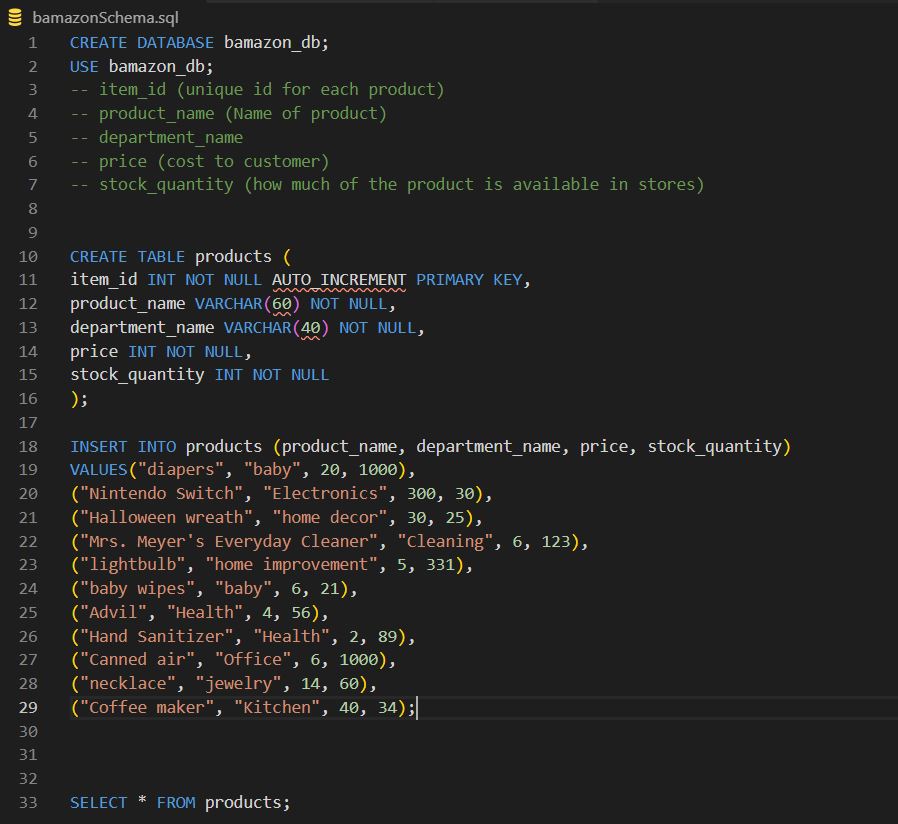 bamazonSchema.sql
1 CREATE DATABASE bamazon_db;
2 USE bamazon_db;
3 -- item_id (unique id for each product)
4 -- product_name (Name of product)
5 -- department_name
6 -- price (cost to customer)
7 -- stock_quantity (how much of the product is available in stores)
8
9
10 CREATE TABLE products (
11 item_id INT NOT NULL AUTO_INCREMENT PRIMARY KEY,
12 product_name VARCHAR(60) NOT NULL,
13 department_name VARCHAR(40) NOT NULL,
14 price INT NOT NULL,
15 stock_quantity INT NOT NULL
16 );
17
18 INSERT INTO products (product_name, department_name, price, stock_quantity)
19 VALUES("diapers", "baby", 20, 1000),
20 ("Nintendo Switch", "Electronics", 300, 30),
21 ("Halloween wreath", "home decor", 30, 25),
22 ("Mrs. Meyer's Everyday Cleaner", "Cleaning", 6, 123),
23 ("lightbulb", "home improvement", 5, 331),
24 ("baby wipes", "baby", 6, 21),
25 ("Advil", "Health", 4, 56),
26 ("Hand Sanitizer", "Health", 2, 89),
27 ("Canned air", "Office", 6, 1000),
28 ("necklace", "jewelry", 14, 60),
29 ("Coffee maker", "Kitchen", 40, 34);
30
31
32
33 SELECT * FROM products;